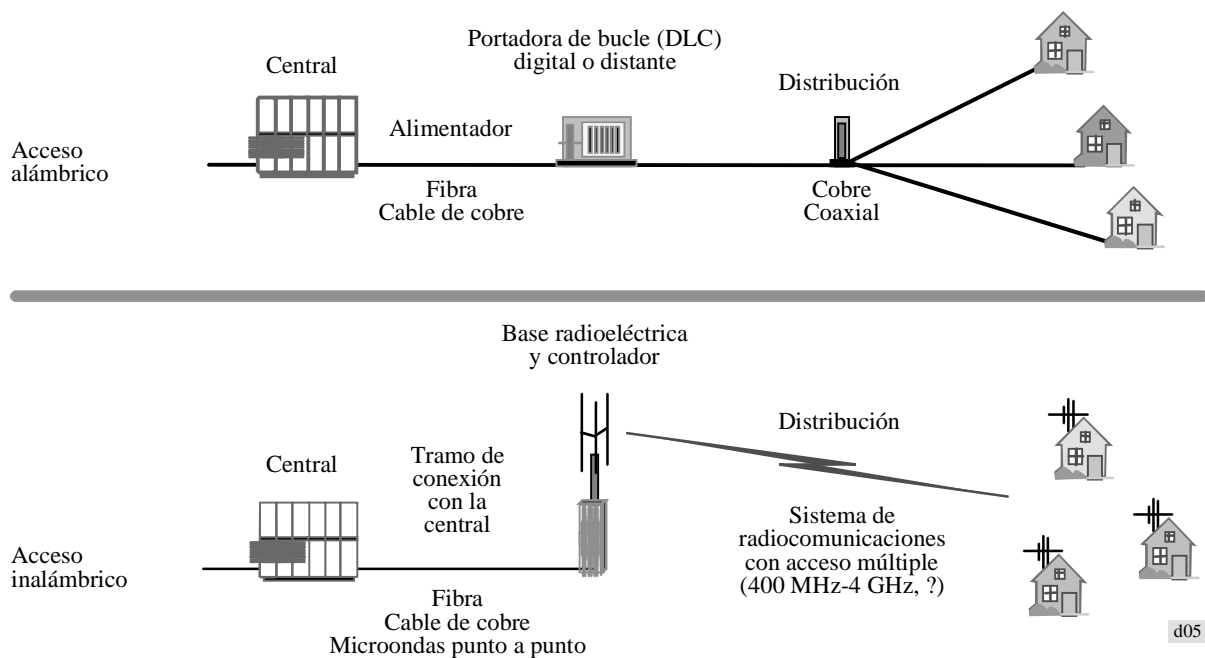 Portadora de bucle (DLC)
digital o distante
Central
Distribución
Alimentador
Acceso
alámbrico
Fibra
Cable de cobre
Cobre
Coaxial
Base radioeléctrica
y controlador
Distribución
Central
Tramo de
conexión
con la
central
Sistema de
radiocomunicaciones
con acceso múltiple
(400 MHz-4 GHz, ?)
Acceso
inalámbrico
Fibra
Cable de cobre
Microondas punto a punto
d05